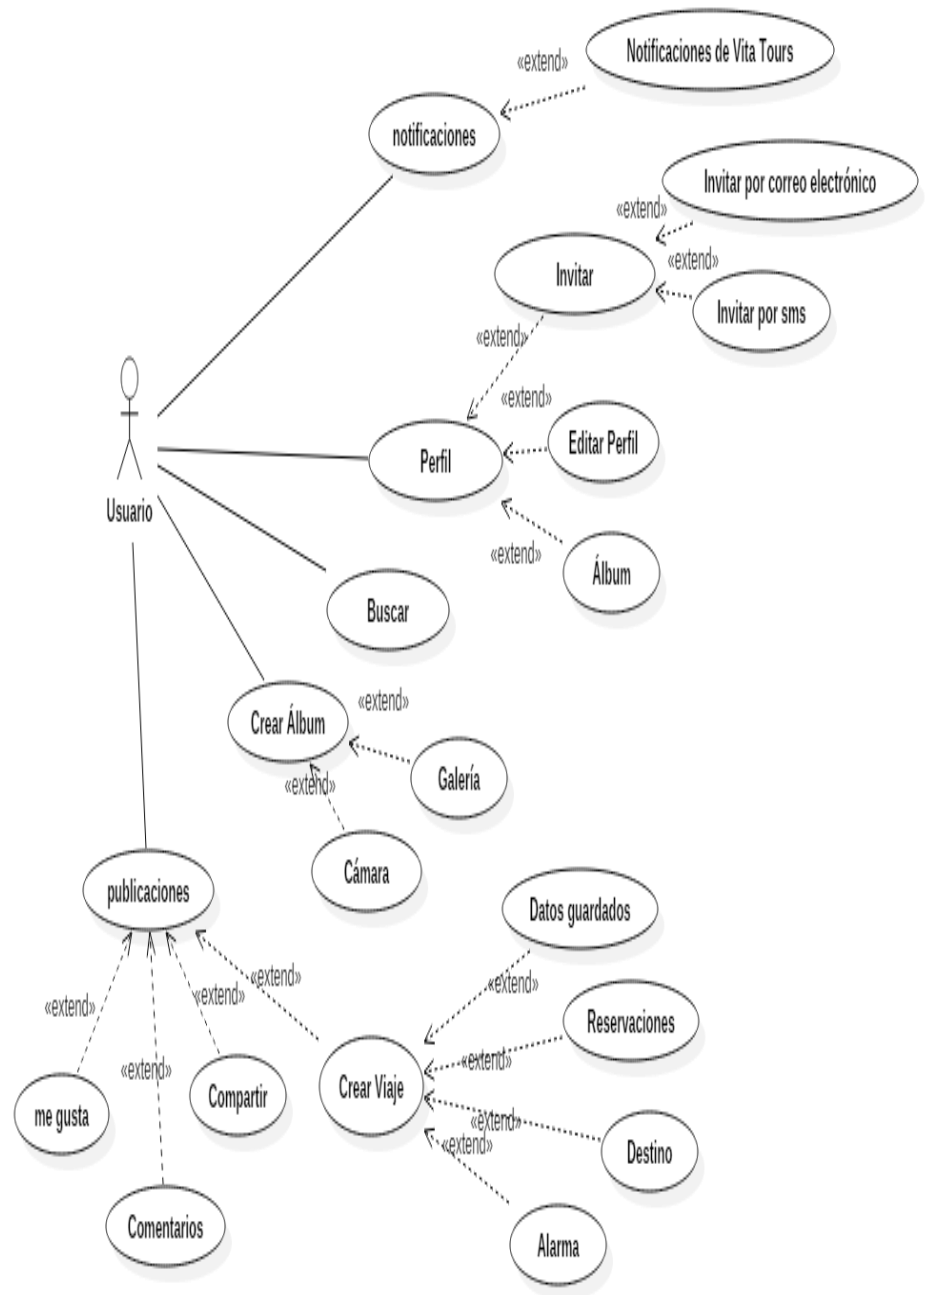 «extend»
Notificaciones de Vita Tours
notificaciones
Invitar por correo electrónico
«extend»
«extend»
Invitar
Invitar por sms
«extend»
«extend»
Editar Perfil
Perfil
Usuario
«extend»
Álbum
Buscar
«extend»
Crear Álbum
Galería
«extend»
Cámara
publicaciones
Datos guardados
«extend»
«extend»
«extend»
«extend»
Reservaciones
«extend»
«extend»
Crear Viaje
Compartir
me gusta
«extend»
«extend»
Destino
Comentarios
Alarma